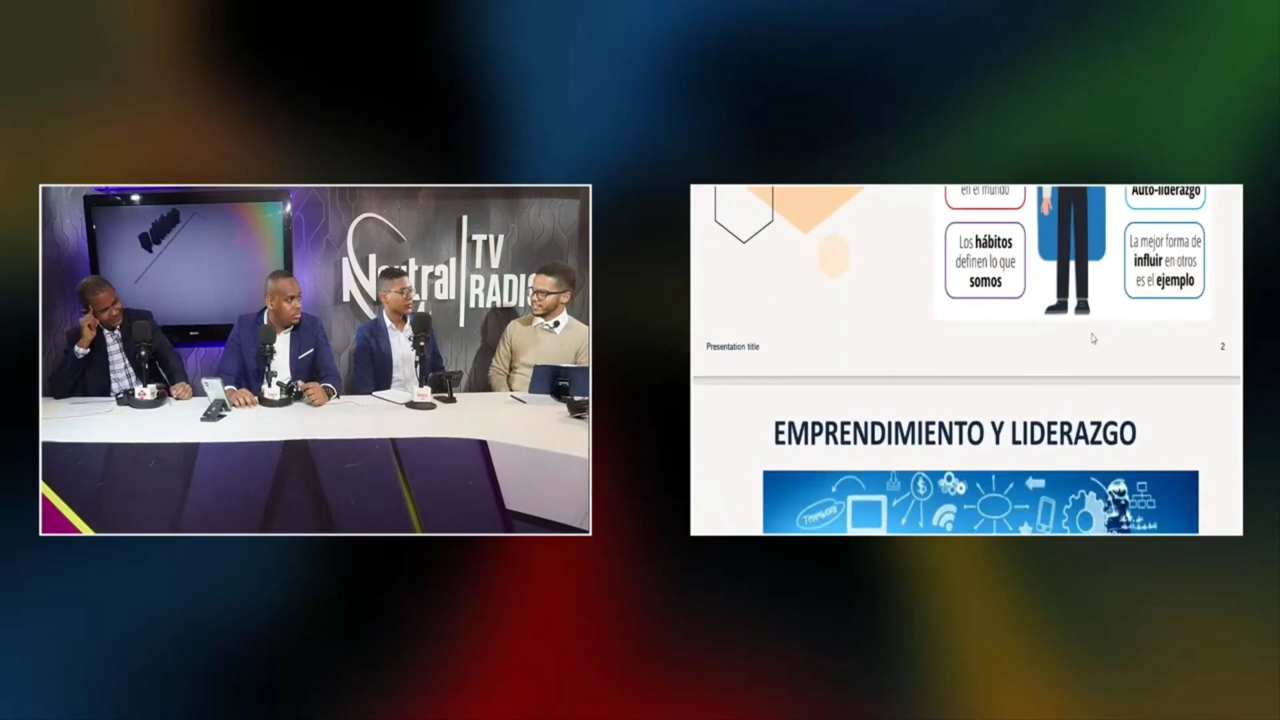 Neutral
TV
RADIO
en el mundo
Auto-liderazgo
Los hábitos
definen lo que
somos
La mejor forma de
influir en otros
es el ejemplo
Presentation title
2
EMPRENDIMIENTO Y LIDERAZGO
Teamwork
$